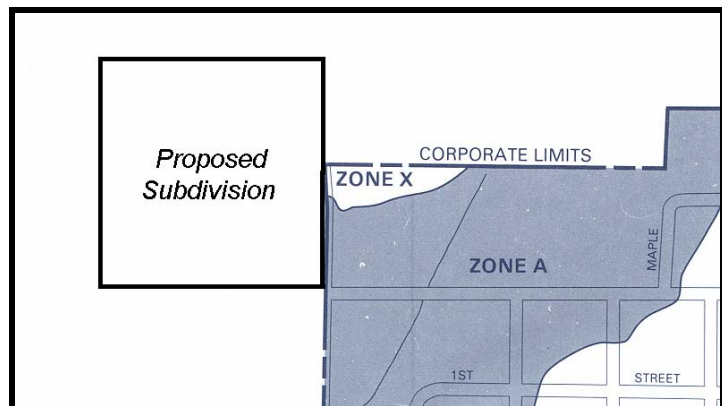 Proposed
Subdivision
CORPORATE LIMITS
ZONE X
ZONE A
MAPLE
1ST
STREET